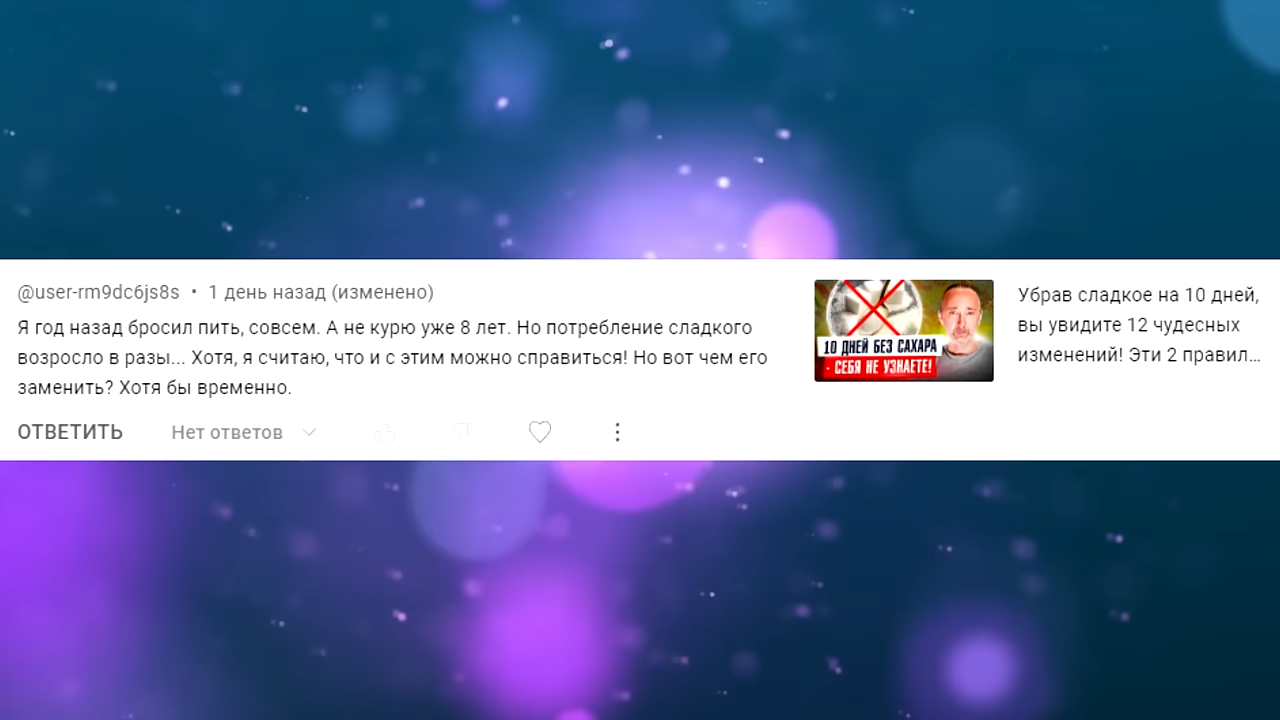 @user-rm9dc6js8s • 1 день назад (изменено)
Я год назад бросил пить, совсем. А не курю уже 8 лет. Но потребление сладкого
возросло в разы... Хотя, я считаю, что и с этим можно справиться! Но вот чем его
заменить? Хотя бы временно.
ОТВЕТИТЬ Нет ответов
10 ДНЕЙ БЕЗ САХАРА
- СЕБЯ НЕ УЗНАЕТЕ!
Убрав сладкое на 10 дней,
вы увидите 12 чудесных
изменений! Эти 2 правил...